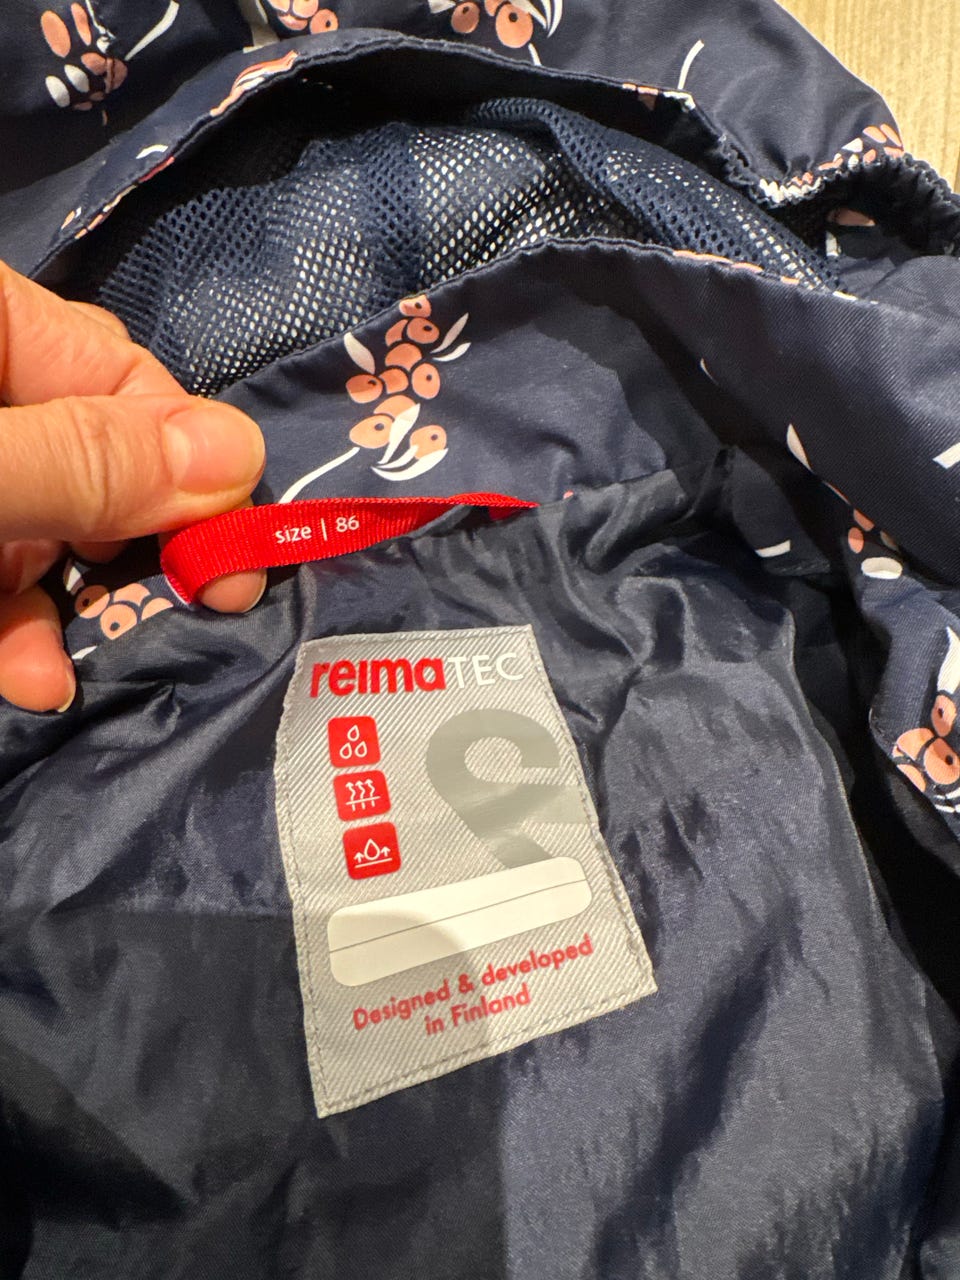 size | 86
reimaTEC
Designed & developed
in Finland